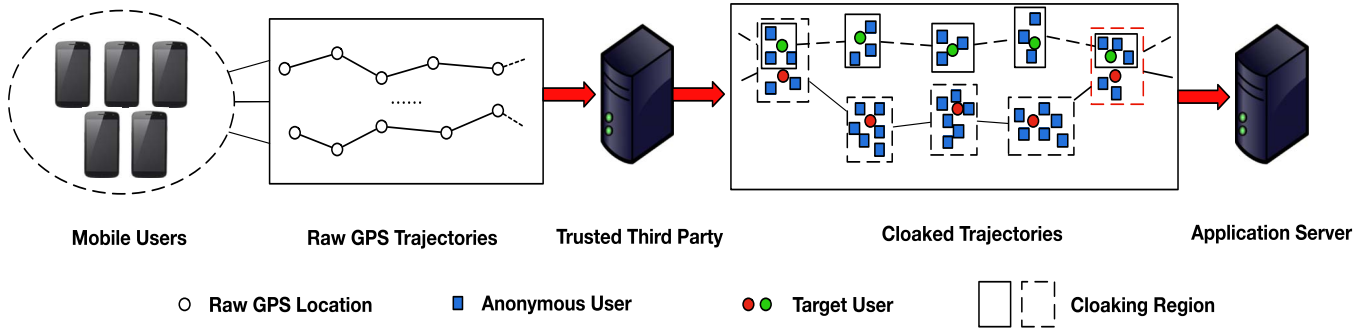 Mobile Users
Raw GPS Trajectories
Trusted Third Party
Cloaked Trajectories
Application Server
Raw GPS Location
Anonymous User
Target User
Cloaking Region